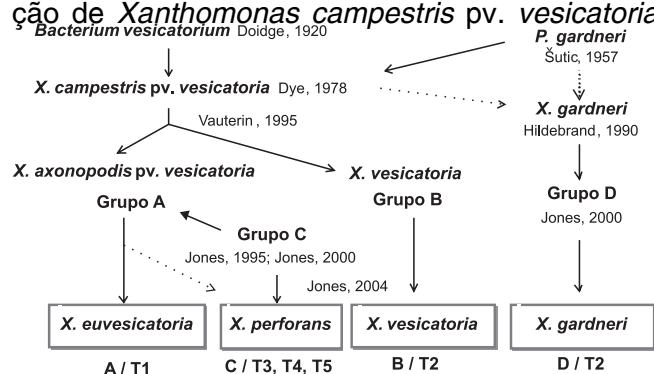 ção de Xanthomonas campestris pv. vesicatoria
Bacterium vesicatorium Doidge, 1920
P. gardneri
Šutic, 1957
X. campestris pv. vesicatoria Dye, 1978
X. gardneri
Hildebrand, 1990
Vauterin, 1995
X. axonopodis pv. vesicatoria
X. vesicatoria
Grupo A
Grupo B
Grupo D
Jones, 2000
Grupo C
Jones, 1995; Jones, 2000
Jones, 2004
X. euvesicatoria
X. perforans
X. vesicatoria
X. gardneri
A / T1
C / T3, T4, T5
B / T2
D / T2